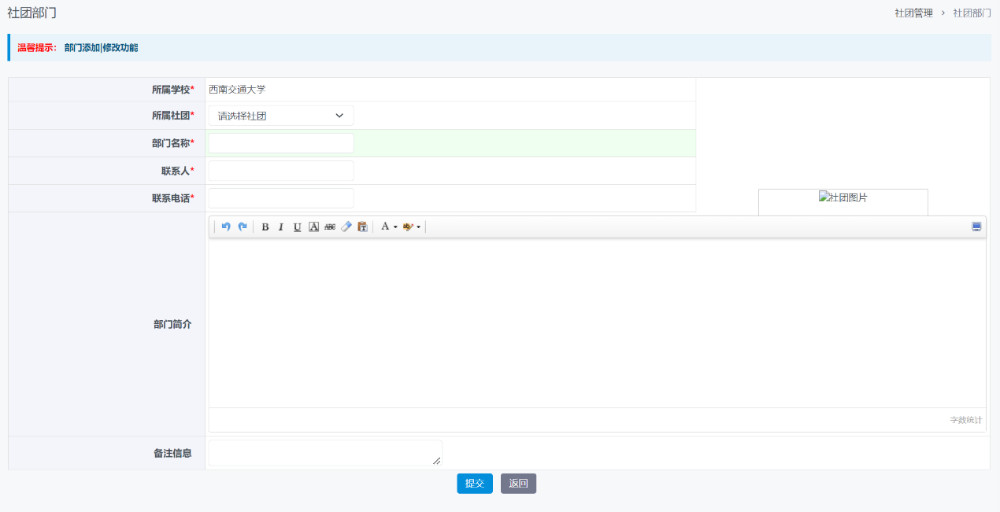 社团部门
社团管理 > 社团部门
温馨提示： 部门添加|修改功能
所属学校* 西南交通大学
所属社团* 请选择社团
部门名称*
联系人*
联系电话*
社团图片
B I U A ABC T A ab
部门简介
字数统计
备注信息
提交 返回